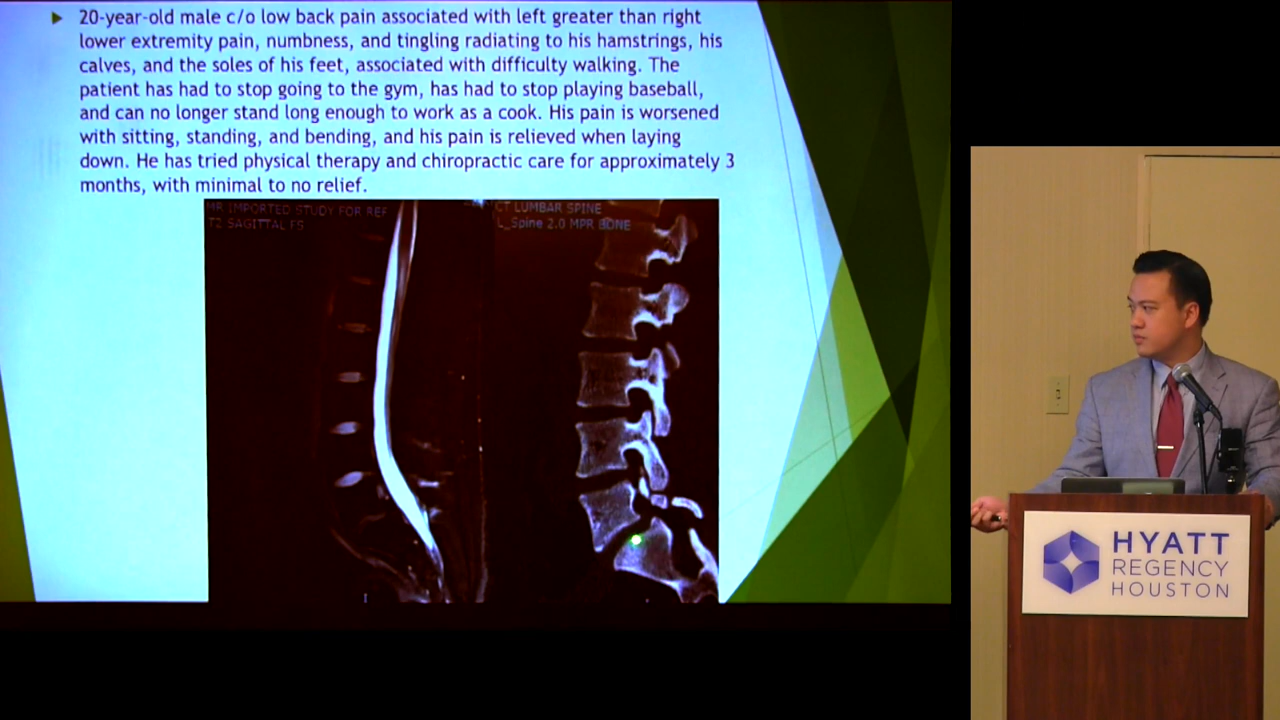 20-year-old male c/o low back pain associated with left greater than right
lower extremity pain, numbness, and tingling radiating to his hamstrings, his
calves, and the soles of his feet, associated with difficulty walking. The
patient has had to stop going to the gym, has had to stop playing baseball,
and can no longer stand long enough to work as a cook. His pain is worsened
with sitting, standing, and bending, and his pain is relieved when laying
down. He has tried physical therapy and chiropractic care for approximately 3
months, with minimal to no relief.
MR IMPORTED STUDY FOR REF
T2 SAGITTAL FS
CT LUMBAR SPINE
L_Spine 2.0 MPR BONE
HYATT
REGENCY
HOUSTON